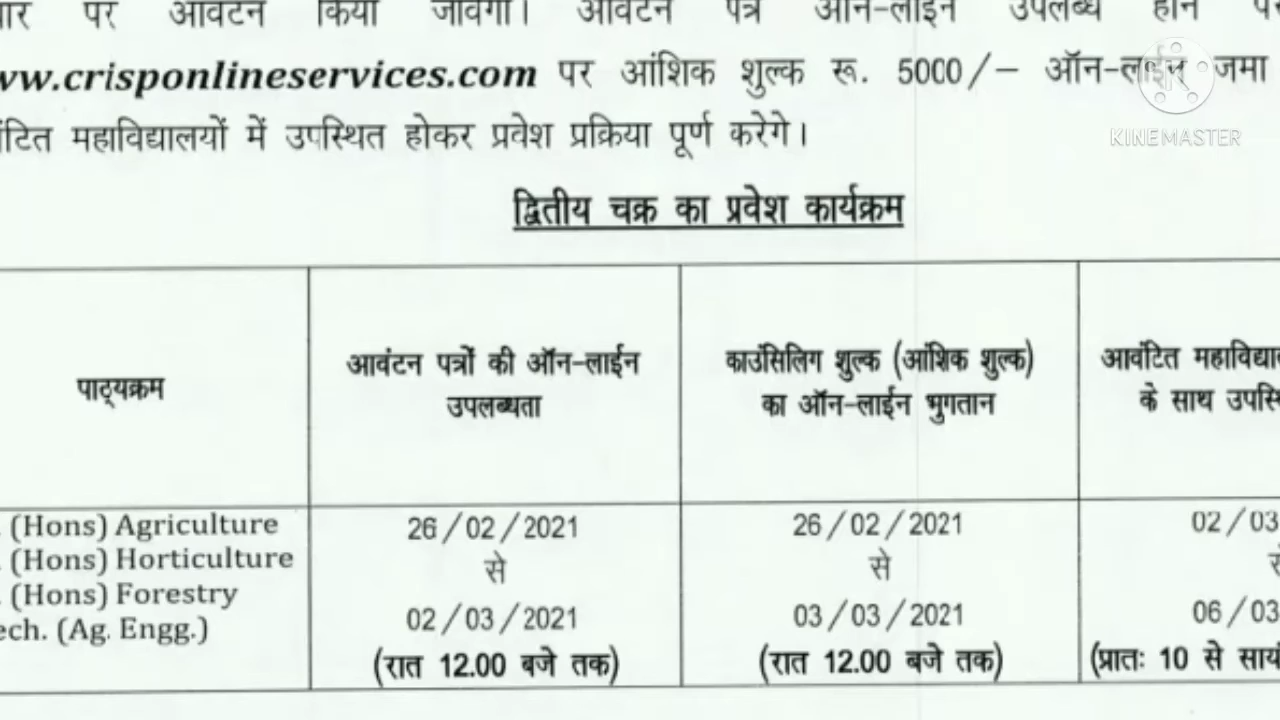 पर आवंटन किया जावेगा। आवंटन पत्र ऑन-लाईन उपलब्ध होने
www.crisponlineservices.com पर आंशिक शुल्क रू. 5000/- ऑन-लाईन जमा
महाविद्यालयों में उपस्थित होकर प्रवेश प्रक्रिया पूर्ण करेगे।
KINEMASTER
द्वितीय चक्र का प्रवेश कार्यक्रम
पाठ्यक्रम
आवंटन पत्रों की ऑन-लाईन
उपलब्धता
काउंसिलिग शुल्क (आंशिक शुल्क)
का ऑन-लाईन भुगतान
आवंटित
के साथ
(Hons) Agriculture
(Hons) Horticulture
(Hons) Forestry
(Ag. Engg.)
26/02/2021
से
02/03/2021
(रात 12.00 बजे तक)
26/02/2021
से
03/03/2021
(रात 12.00 बजे तक)
02/03
06/03
(प्रातः 10 से